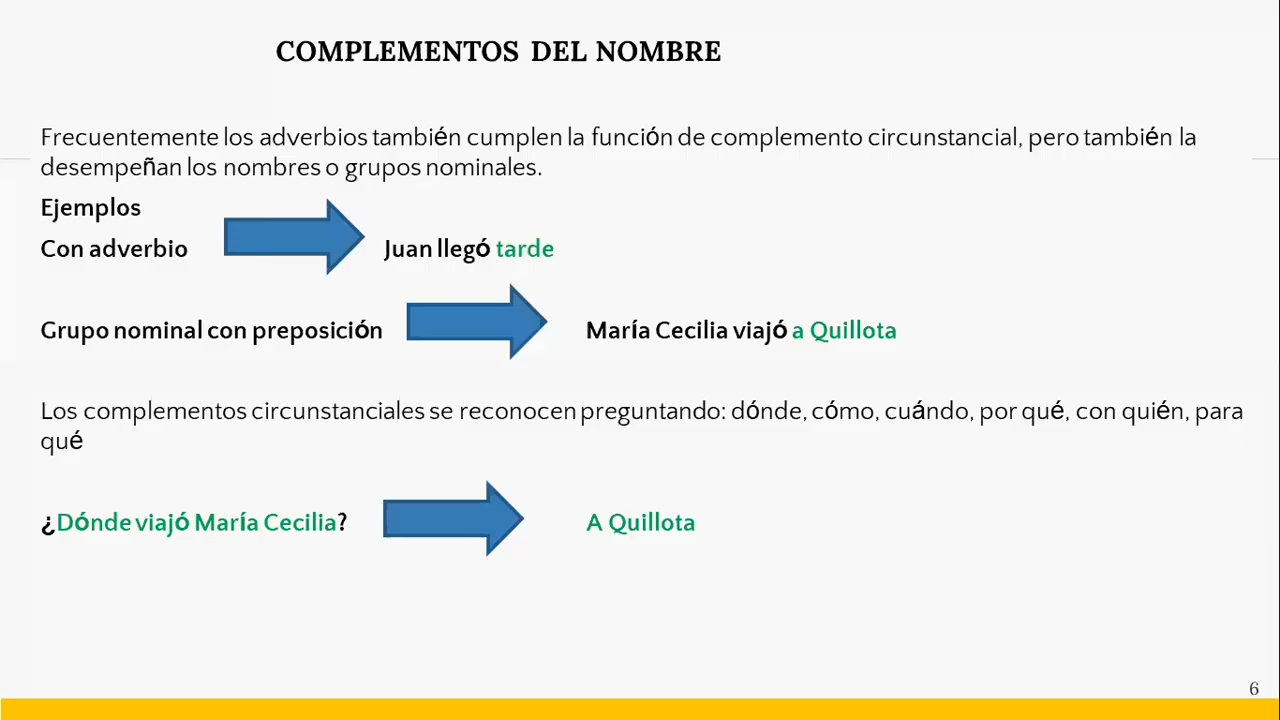 COMPLEMENTOS DEL NOMBRE
Frecuentemente los adverbios también cumplen la función de complemento circunstancial, pero también la
desempeñan los nombres o grupos nominales.
Ejemplos
Con adverbio Juan llegó tarde
Grupo nominal con preposición María Cecilia viajó a Quillota
Los complementos circunstanciales se reconocen preguntando: dónde, cómo, cuándo, por qué, con quién, para
qué
¿Dónde viajó María Cecilia? A Quillota
6